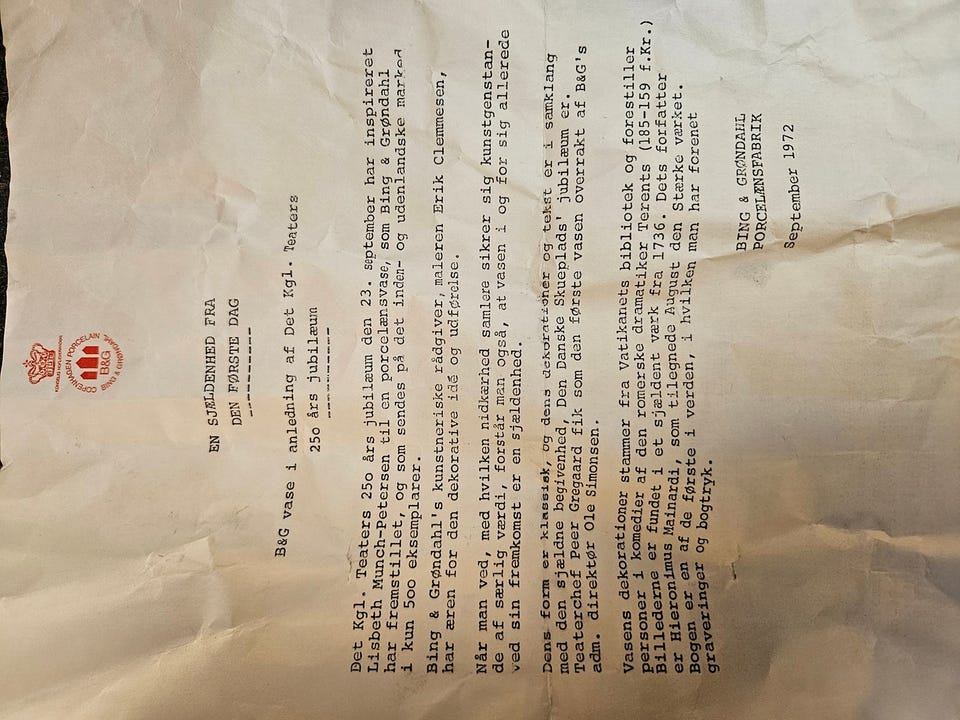 KONGELIG HOFLEVERANDØR
COPENHAGEN PORCELAIN
B&G
BING & GRØNDAHL
EN SJÆLDENHED FRA
DEN FØRSTE DAG
----------
B&G vase i anledning af Det Kgl. Teaters
25o års jubilæum
----------
Det Kgl. Teaters 25o års jubilæum den 23. september har inspireret
Lisbeth Munch-Petersen til en porcelænsvase, som Bing & Grøndahl
har fremstillet, og som sendes på det inden- og udenlandske marked
i kun 5oo eksemplarer.
Bing & Grøndahl's kunstneriske rådgiver, maleren Erik Clemmesen,
har æren for den dekorative idé og udførelse.
Når man ved, med hvilken nidkærhed samlere sikrer sig kunstgenstan-
de af særlig værdi, forstår man også, at vasen i og for sig allerede
ved sin fremkomst er en sjældenhed.
Dens form er klassisk, og dens dekorationer og tekst er i samklang
med den sjældne begivenhed, Den Danske Skueplads' jubilæum er.
Teaterchef Peer Gregaard fik som den første vasen overrakt af B&G's
adm. direktør Ole Simonsen.
Vasens dekorationer stammer fra Vatikanets bibliotek og forestiller
personer i komedier af den romerske dramatiker Terents (185-159 f.Kr.)
Billederne er fundet i et sjældent værk fra 1736. Dets forfatter
er Hieronimus Mainardi, som tilegnede August den Stærke værket.
Bogen er en af de første i verden, i hvilken man har forenet
graveringer og bogtryk.
BING & GRØNDAHL
PORCELÆNSFABRIK
September 1972